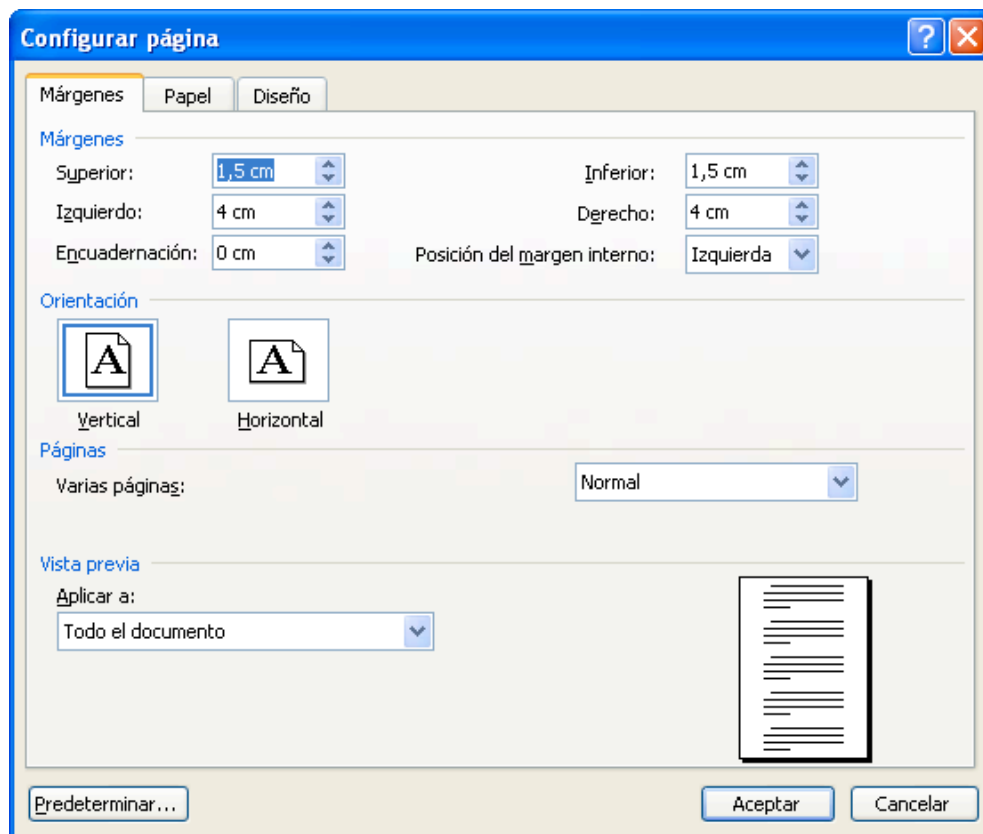 Configurar página
Márgenes Papel Diseño
Márgenes
Superior: 1,5 cm Inferior: 1,5 cm
Izquierdo: 4 cm Derecho: 4 cm
Encuadernación: 0 cm Posición del margen interno: Izquierda
Orientación
A A
Vertical Horizontal
Páginas
Varias páginas: Normal
Vista previa
Aplicar a:
Todo el documento
Predeterminar... Aceptar Cancelar